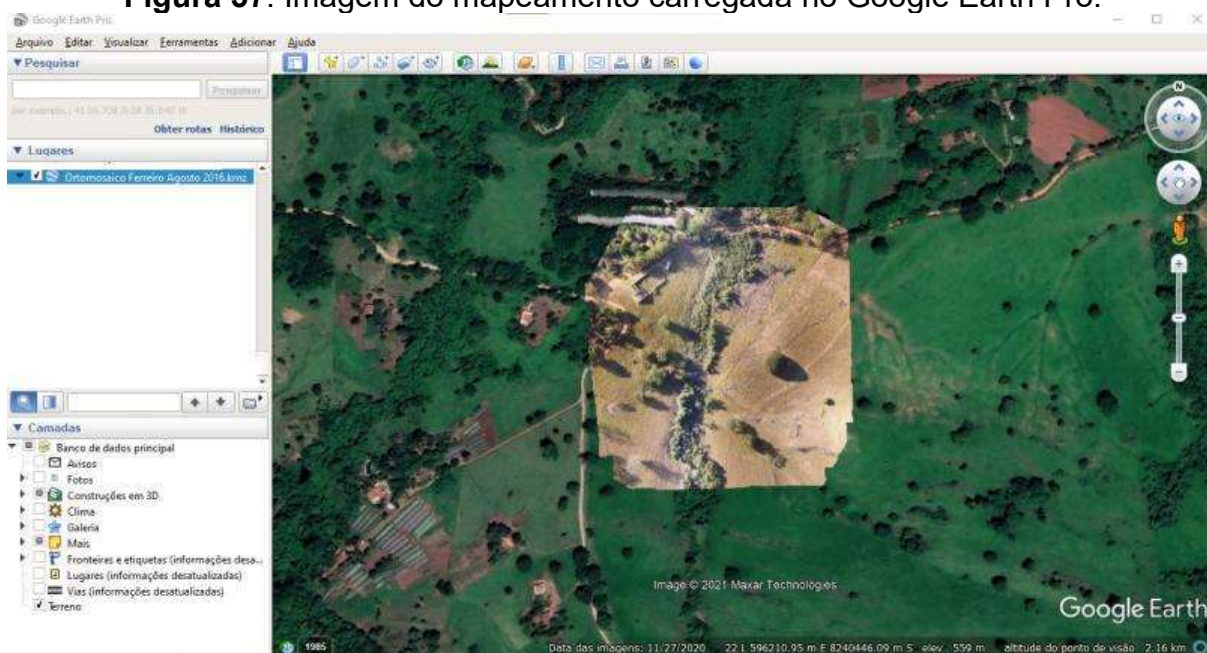 Figura 37. Imagem do mapeamento carregada no Google Earth Pro.
Google Earth Pro
Arquivo Editar Visualizar Ferramentas Adicionar Ajuda
Pesquisar
Pesquisar
Obter rotas Histórico
Lugares
Ortomosaico Ferreiro Agosto 2016.kmz
Camadas
Banco de dados principal
Avisos
Fotos
Construções em 3D
Clima
Galeria
Mais
Fronteiras e etiquetas (informações desa...
Lugares (informações desatualizadas)
Vias (informações desatualizadas)
Terreno
N
Image © 2021 Maxar Technologies
Google Earth
1985
Data das imagens: 11/27/2020 22 L 596210.95 m E 8240446.09 m S elev 559 m altitude do ponto de visão 2.16 km